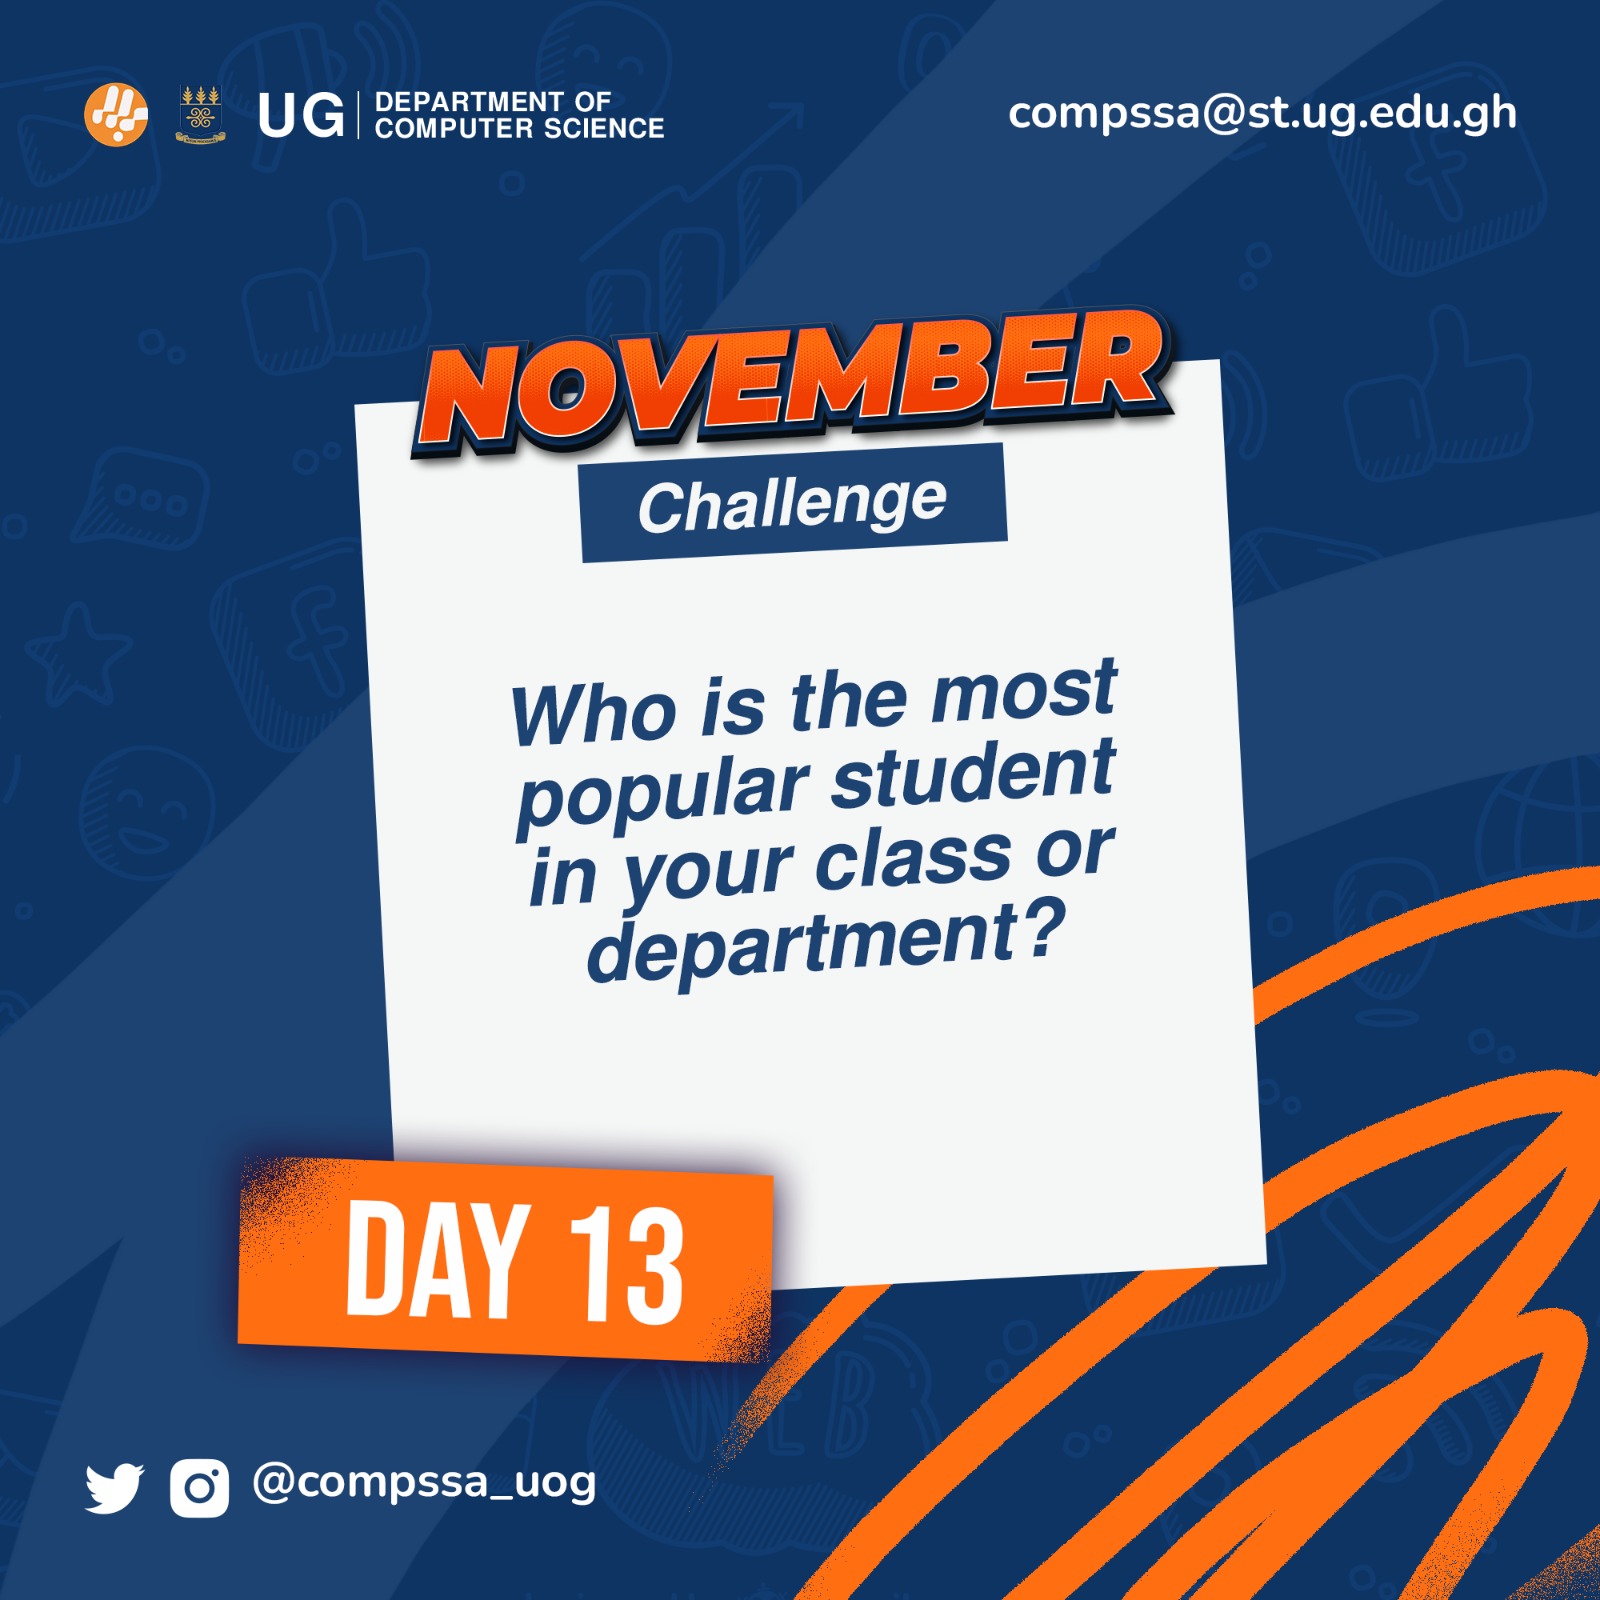 UG
DEPARTMENT OF
COMPUTER SCIENCE
compssa@st.ug.edu.gh
NOVEMBER
Challenge
Who is the most
popular student
in your class or
department?
DAY 13
WEB
@compssa_uog